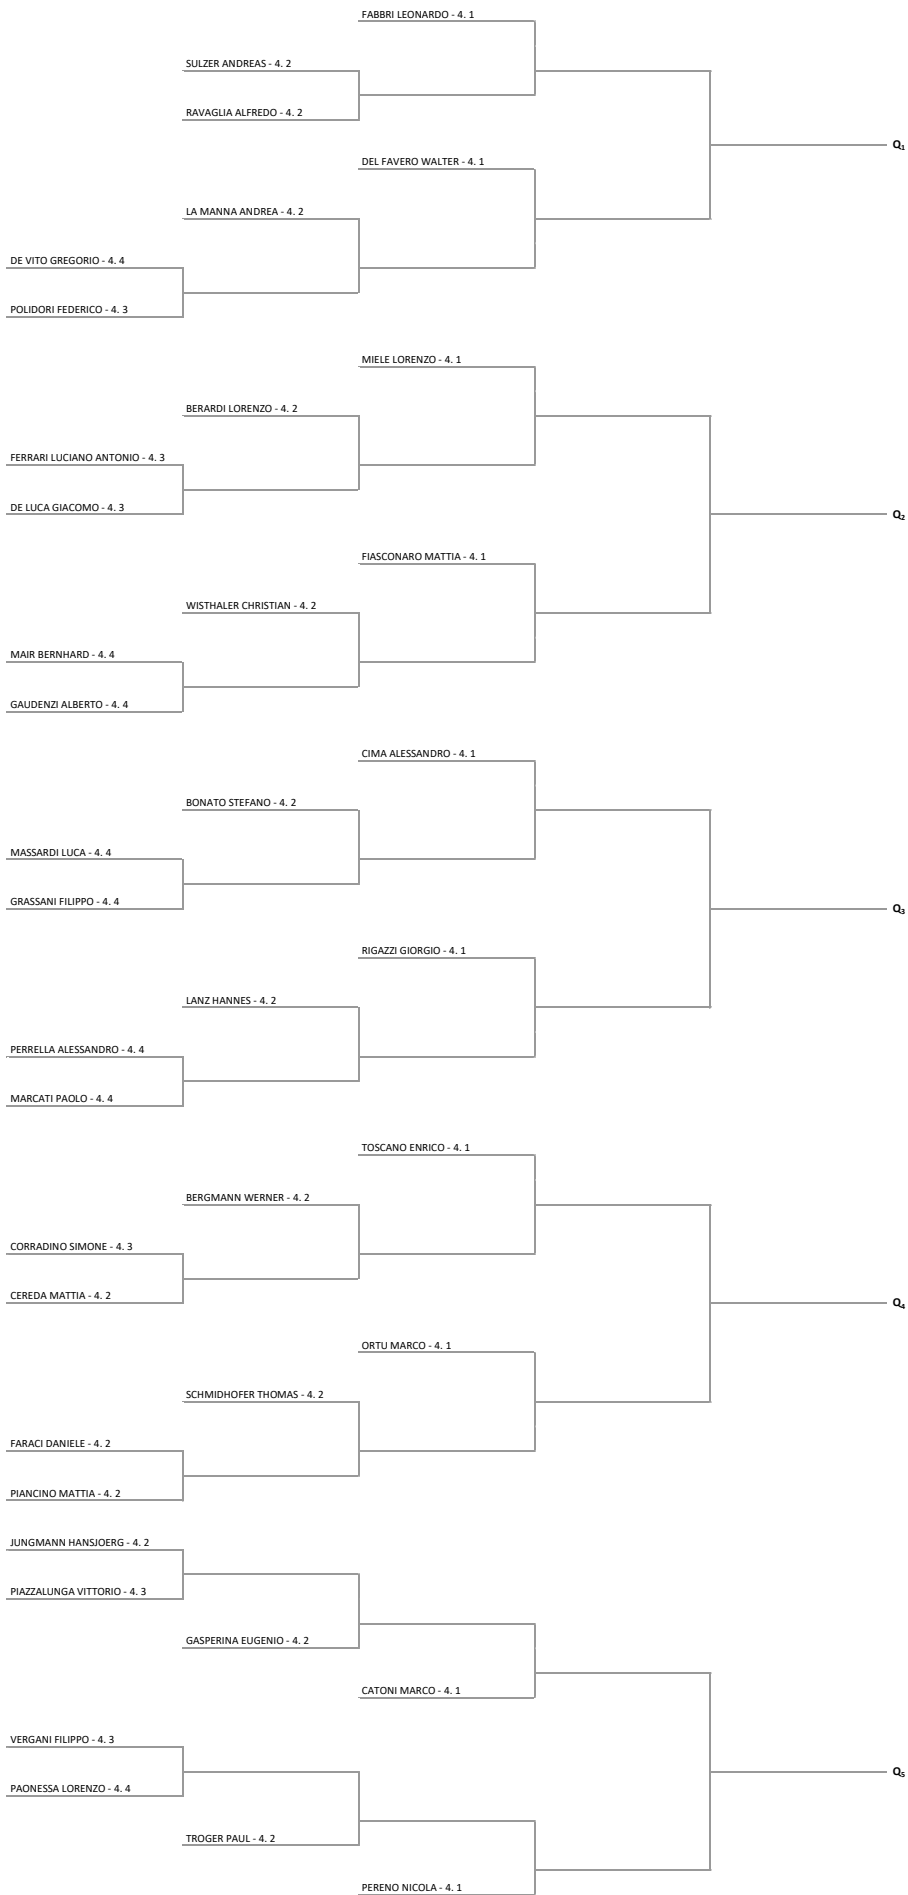 FABBRI LEONARDO - 4. 1
SULZER ANDREAS - 4. 2
RAVAGLIA ALFREDO - 4. 2
Q₁
DEL FAVERO WALTER - 4. 1
LA MANNA ANDREA - 4. 2
DE VITO GREGORIO - 4. 4
POLIDORI FEDERICO - 4. 3
MIELE LORENZO - 4. 1
BERARDI LORENZO - 4. 2
FERRARI LUCIANO ANTONIO - 4. 3
DE LUCA GIACOMO - 4. 3
Q₂
FIASCONARO MATTIA - 4. 1
WISTHALER CHRISTIAN - 4. 2
MAIR BERNHARD - 4. 4
GAUDENZI ALBERTO - 4. 4
CIMA ALESSANDRO - 4. 1
BONATO STEFANO - 4. 2
MASSARDI LUCA - 4. 4
GRASSANI FILIPPO - 4. 4
Q₃
RIGAZZI GIORGIO - 4. 1
LANZ HANNES - 4. 2
PERRELLA ALESSANDRO - 4. 4
MARCATI PAOLO - 4. 4
TOSCANO ENRICO - 4. 1
BERGMANN WERNER - 4. 2
CORRADINO SIMONE - 4. 3
CEREDA MATTIA - 4. 2
Q₄
ORTU MARCO - 4. 1
SCHMIDHOFER THOMAS - 4. 2
FARACI DANIELE - 4. 2
PIANCINO MATTIA - 4. 2
JUNGMANN HANSJOERG - 4. 2
PIAZZALUNGA VITTORIO - 4. 3
GASPERINA EUGENIO - 4. 2
CATONI MARCO - 4. 1
VERGANI FILIPPO - 4. 3
Q₅
PAONESSA LORENZO - 4. 4
TROGER PAUL - 4. 2
PERENO NICOLA - 4. 1